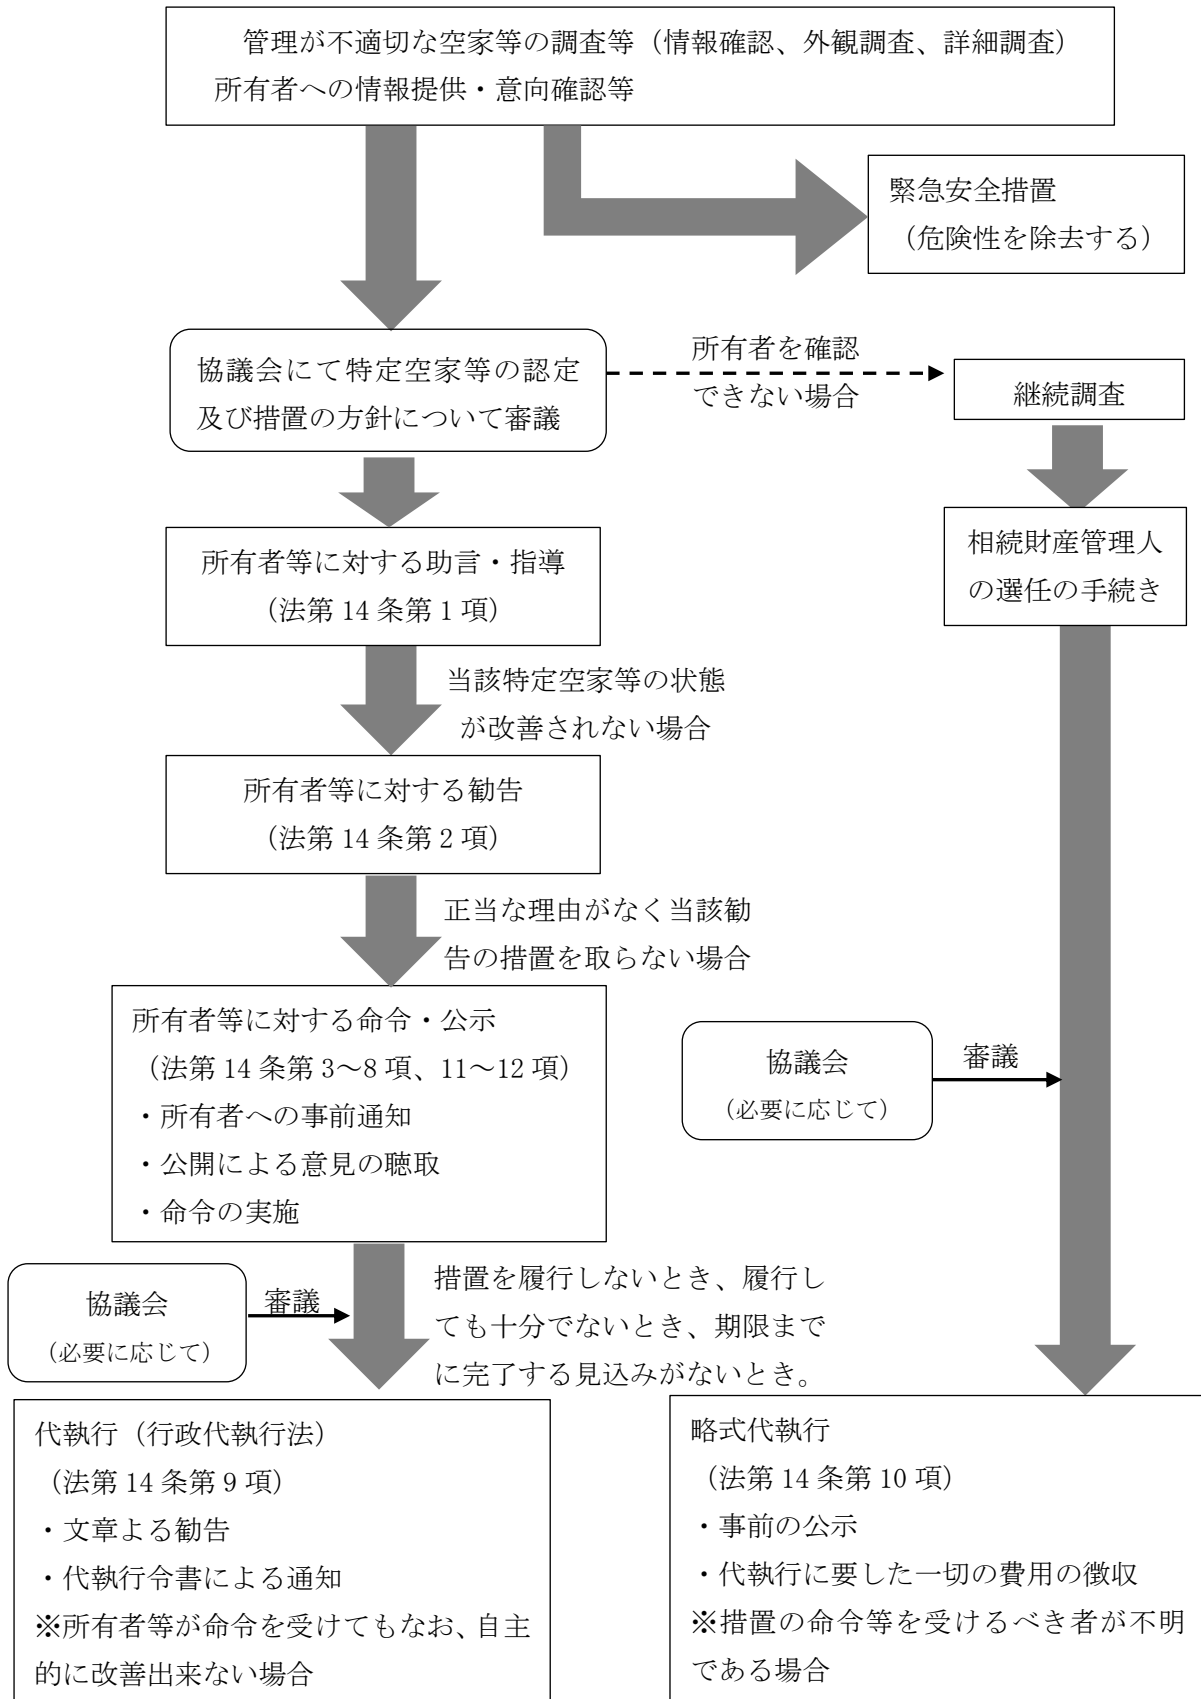 管理が不適切な空家等の調査等（情報確認、外観調査、詳細調査）
所有者への情報提供・意向確認等
緊急安全措置
（危険性を除去する）
協議会にて特定空家等の認定
及び措置の方針について審議
所有者を確認
できない場合
継続調査
相続財産管理人
の選任の手続き
所有者等に対する助言・指導
（法第 14 条第 1 項）
当該特定空家等の状態
が改善されない場合
所有者等に対する勧告
（法第 14 条第 2 項）
正当な理由がなく当該勧
告の措置を取らない場合
所有者等に対する命令・公示
（法第 14 条第 3～8 項、11～12 項）
・所有者への事前通知
・公開による意見の聴取
・命令の実施
協議会
（必要に応じて）
審議
協議会
（必要に応じて）
審議
措置を履行しないとき、履行し
ても十分でないとき、期限まで
に完了する見込みがないとき。
代執行（行政代執行法）
（法第 14 条第 9 項）
・文章よる勧告
・代執行令書による通知
※所有者等が命令を受けてもなお、自主
的に改善出来ない場合
略式代執行
（法第 14 条第 10 項）
・事前の公示
・代執行に要した一切の費用の徴収
※措置の命令等を受けるべき者が不明
である場合